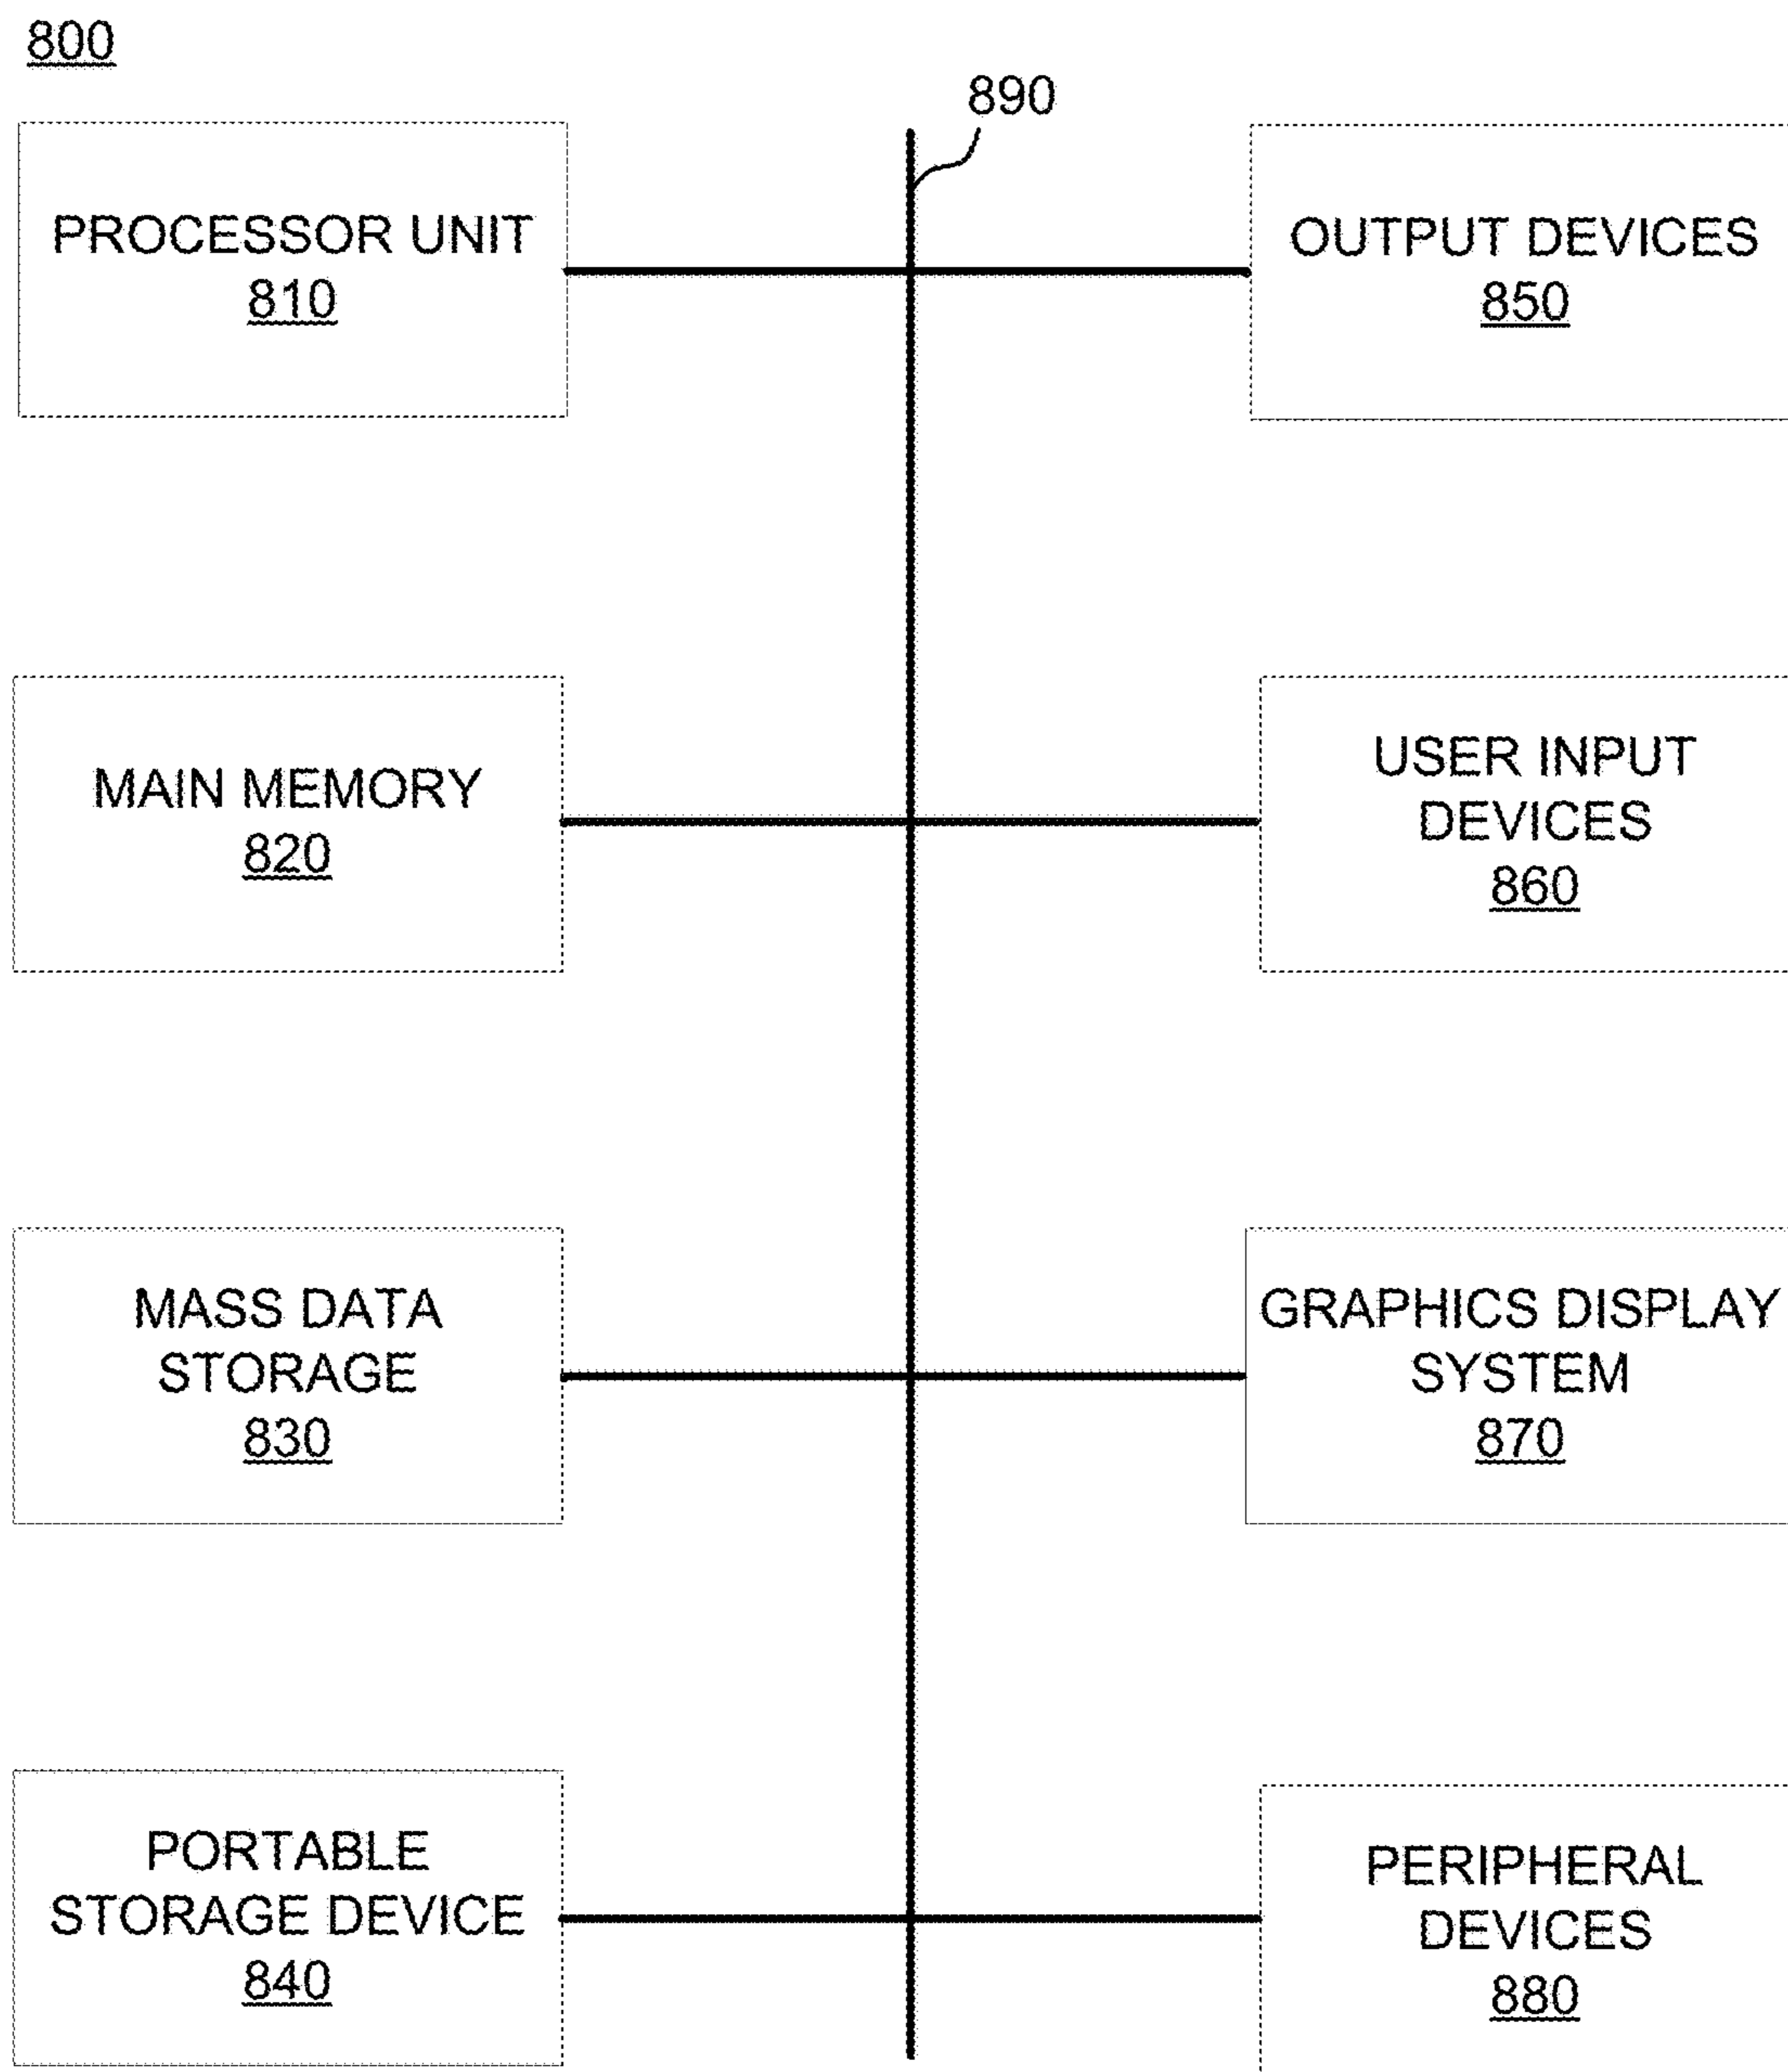 800
890
PROCESSOR UNIT
810
OUTPUT DEVICES
850
MAIN MEMORY
820
USER INPUT
DEVICES
860
MASS DATA
STORAGE
830
GRAPHICS DISPLAY
SYSTEM
870
PORTABLE
STORAGE DEVICE
840
PERIPHERAL
DEVICES
880